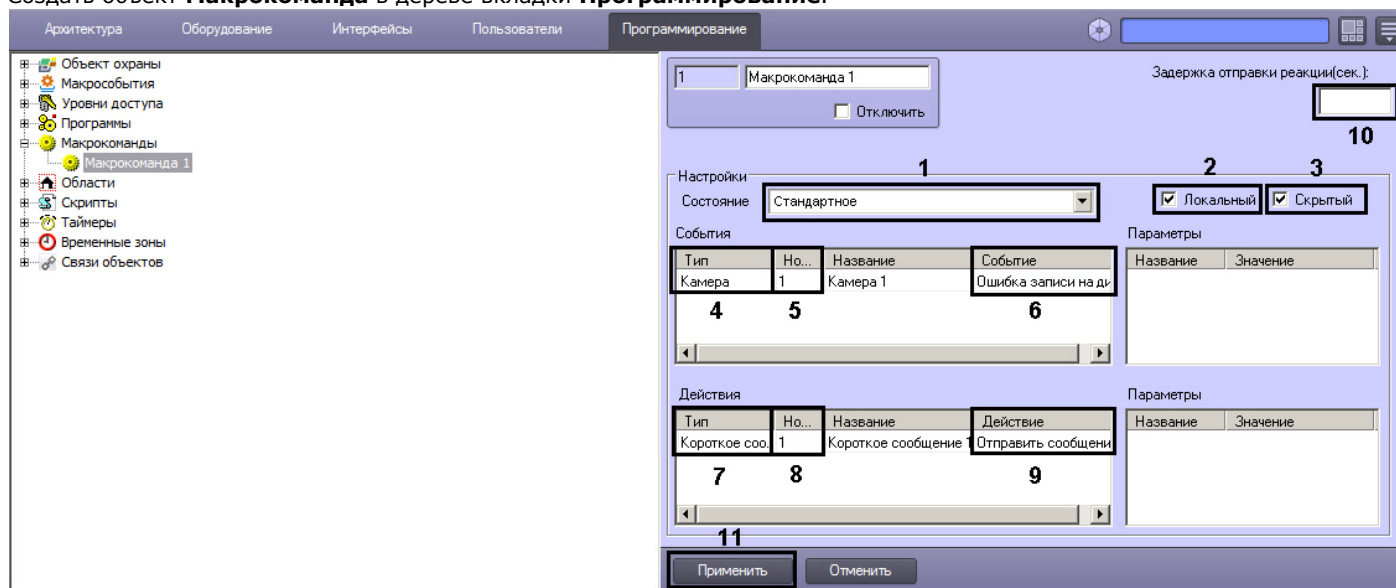 Создать объект Макрокоманда в дереве вкладки Программирование.
Архитектура Оборудование Интерфейсы Пользователи Программирование
Объект охраны
Макрособытия
Уровни доступа
Программы
Макрокоманды
Макрокоманда 1
Области
Скрипты
Таймеры
Временные зоны
Связи объектов
1 Макрокоманда 1
Отключить
Задержка отправки реакции(сек.):
10
Настройки
1 2 3
Состояние Стандартное Локальный Скрытый
События Параметры
Тип Но... Название Событие Название Значение
Камера 1 Камера 1 Ошибка записи на ди
4 5 6
Действия Параметры
Тип Но... Название Действие Название Значение
Короткое соо... 1 Короткое сообщение 1 Отправить сообщени
7 8 9
11
Применить Отменить